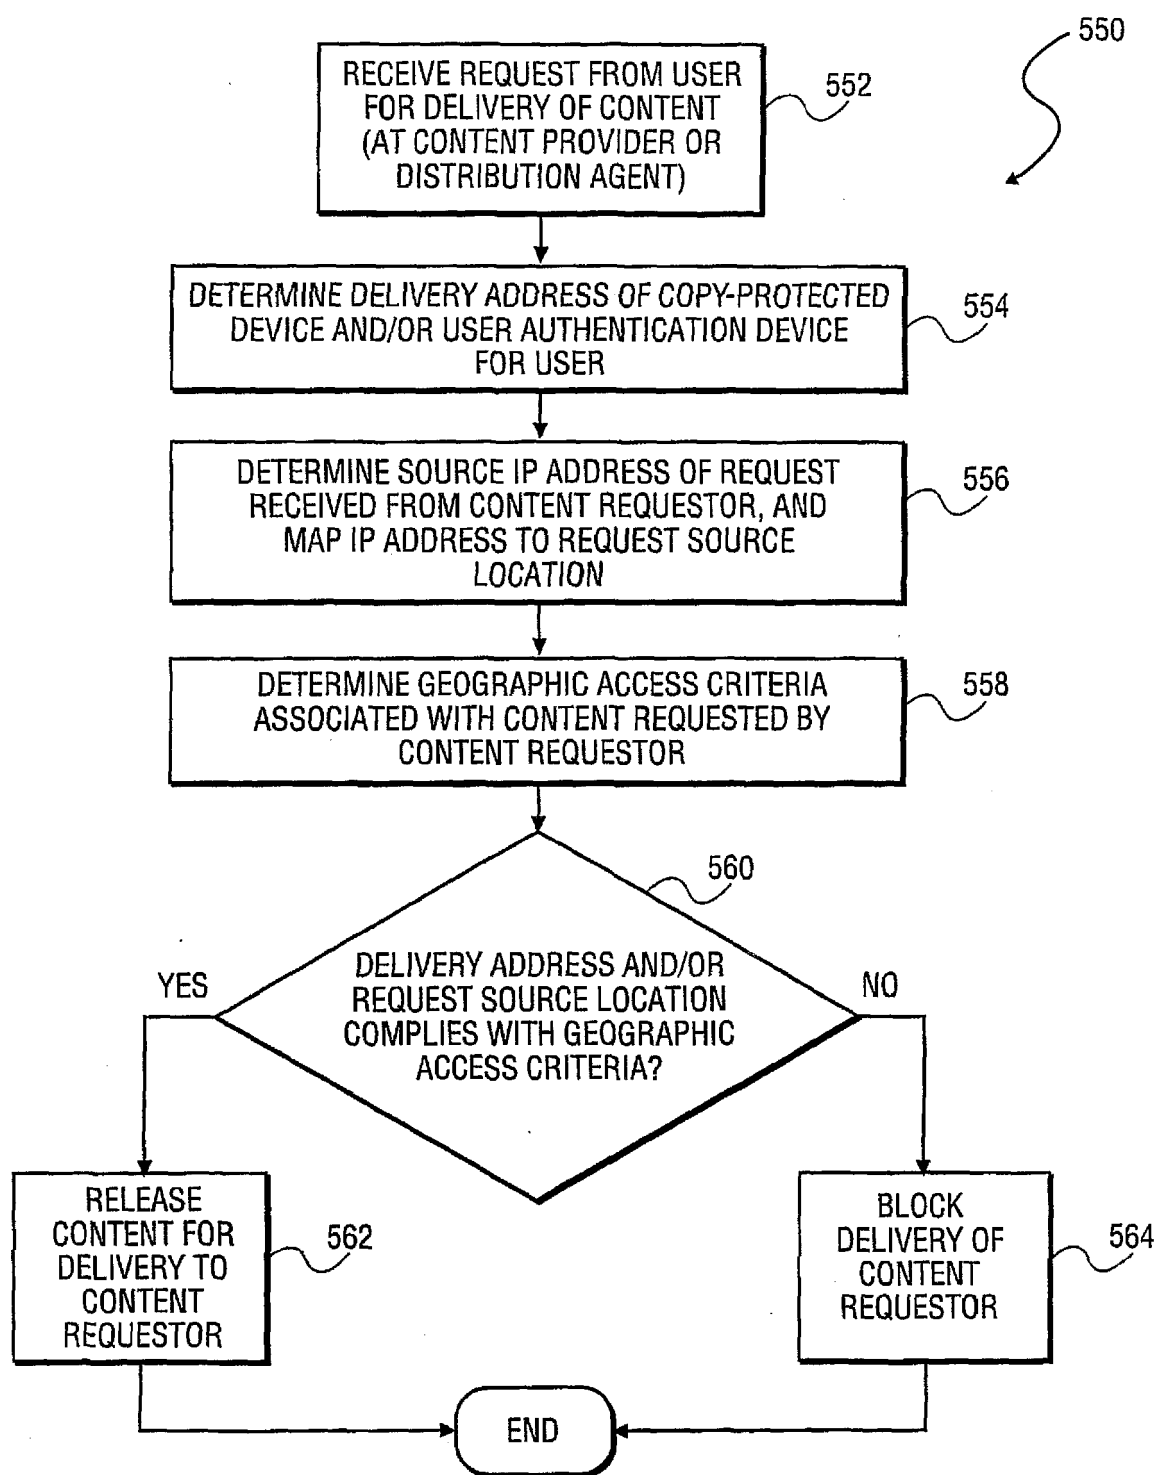 550
RECEIVE REQUEST FROM USER
FOR DELIVERY OF CONTENT
(AT CONTENT PROVIDER OR
DISTRIBUTION AGENT)
552
DETERMINE DELIVERY ADDRESS OF COPY-PROTECTED
DEVICE AND/OR USER AUTHENTICATION DEVICE
FOR USER
554
DETERMINE SOURCE IP ADDRESS OF REQUEST
RECEIVED FROM CONTENT REQUESTOR, AND
MAP IP ADDRESS TO REQUEST SOURCE
LOCATION
556
DETERMINE GEOGRAPHIC ACCESS CRITERIA
ASSOCIATED WITH CONTENT REQUESTED BY
CONTENT REQUESTOR
558
560
DELIVERY ADDRESS AND/OR
REQUEST SOURCE LOCATION
COMPLIES WITH GEOGRAPHIC
ACCESS CRITERIA?
YES
NO
RELEASE
CONTENT FOR
DELIVERY TO
CONTENT
REQUESTOR
562
BLOCK
DELIVERY OF
CONTENT
REQUESTOR
564
END